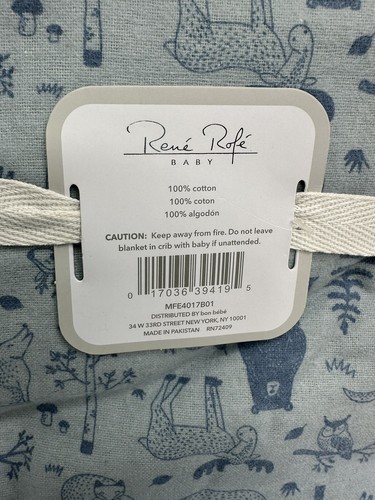 René Rofé
BABY
100% cotton
100% coton
100% algodón
CAUTION: Keep away from fire. Do not leave
blanket in crib with baby if unattended.
0 17036 39419 5
MFE4017B01
DISTRIBUTED BY bon bébé
34 W 33RD STREET NEW YORK, NY 10001
MADE IN PAKISTAN RN72409